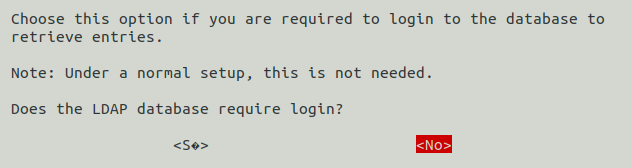 Choose this option if you are required to login to the database to
retrieve entries.
Note: Under a normal setup, this is not needed.
Does the LDAP database require login?
<S�> <No>